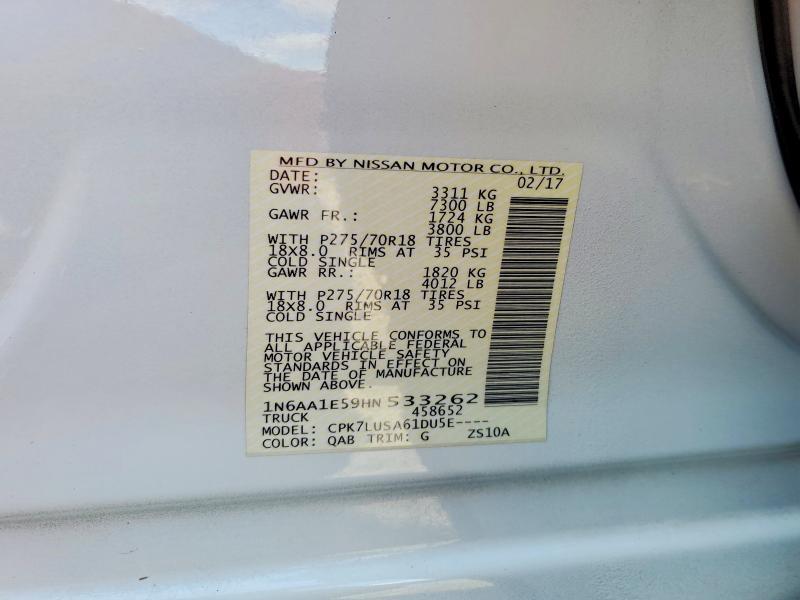 MFD BY NISSAN MOTOR CO., LTD.
DATE: 02/17
GVWR: 3311 KG
7300 LB
GAWR FR.: 1724 KG
3800 LB
WITH P275/70R18 TIRES
18X8.0 RIMS AT 35 PSI
COLD SINGLE
GAWR RR.: 1820 KG
4012 LB
WITH P275/70R18 TIRES
18X8.0 RIMS AT 35 PSI
COLD SINGLE
THIS VEHICLE CONFORMS TO
ALL APPLICABLE FEDERAL
MOTOR VEHICLE SAFETY
STANDARDS IN EFFECT ON
THE DATE OF MANUFACTURE
SHOWN ABOVE.
1N6AA1E59HN 533262
TRUCK 458652
MODEL: CPK7LUSA61DU5E----
COLOR: QAB TRIM: G ZS10A